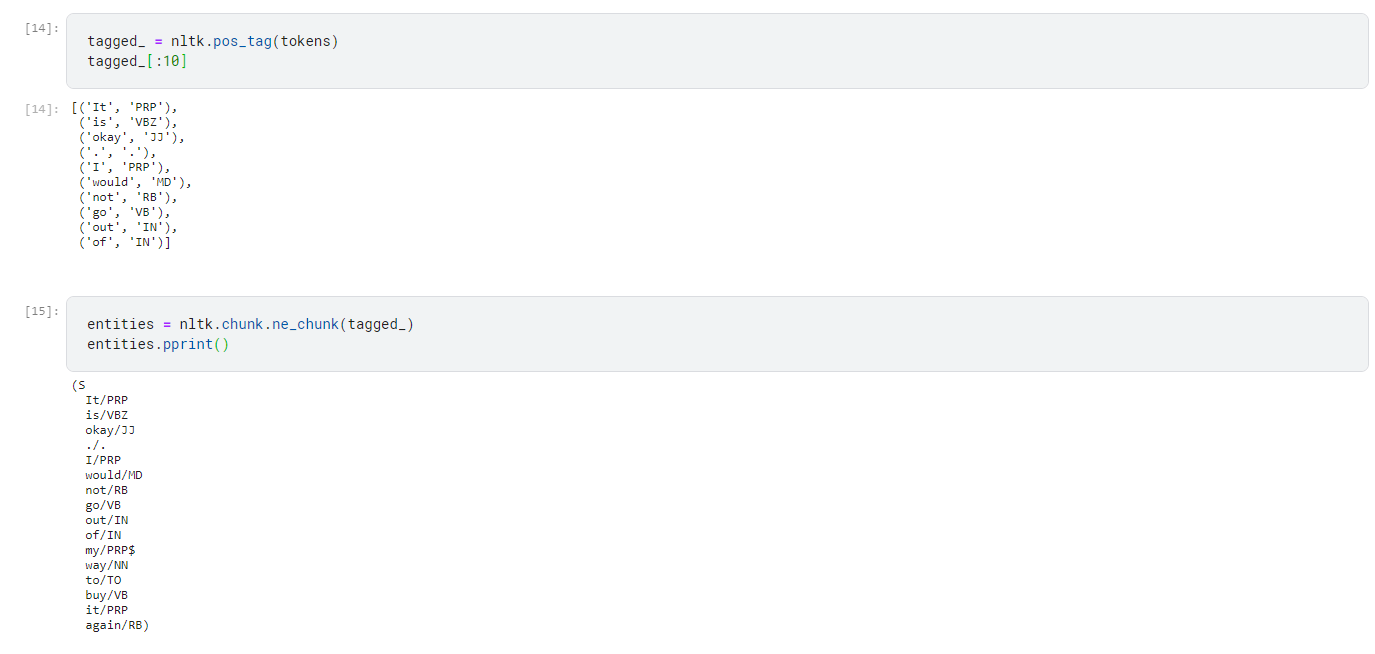 [14]:
tagged_ = nltk.pos_tag(tokens)
tagged_[:10]
[14]:
[('It', 'PRP'),
('is', 'VBZ'),
('okay', 'JJ'),
('.', '.'),
('I', 'PRP'),
('would', 'MD'),
('not', 'RB'),
('go', 'VB'),
('out', 'IN'),
('of', 'IN')]
[15]:
entities = nltk.chunk.ne_chunk(tagged_)
entities.pprint()
(S
It/PRP
is/VBZ
okay/JJ
./.
I/PRP
would/MD
not/RB
go/VB
out/IN
of/IN
my/PRP$
way/NN
to/TO
buy/VB
it/PRP
again/RB)